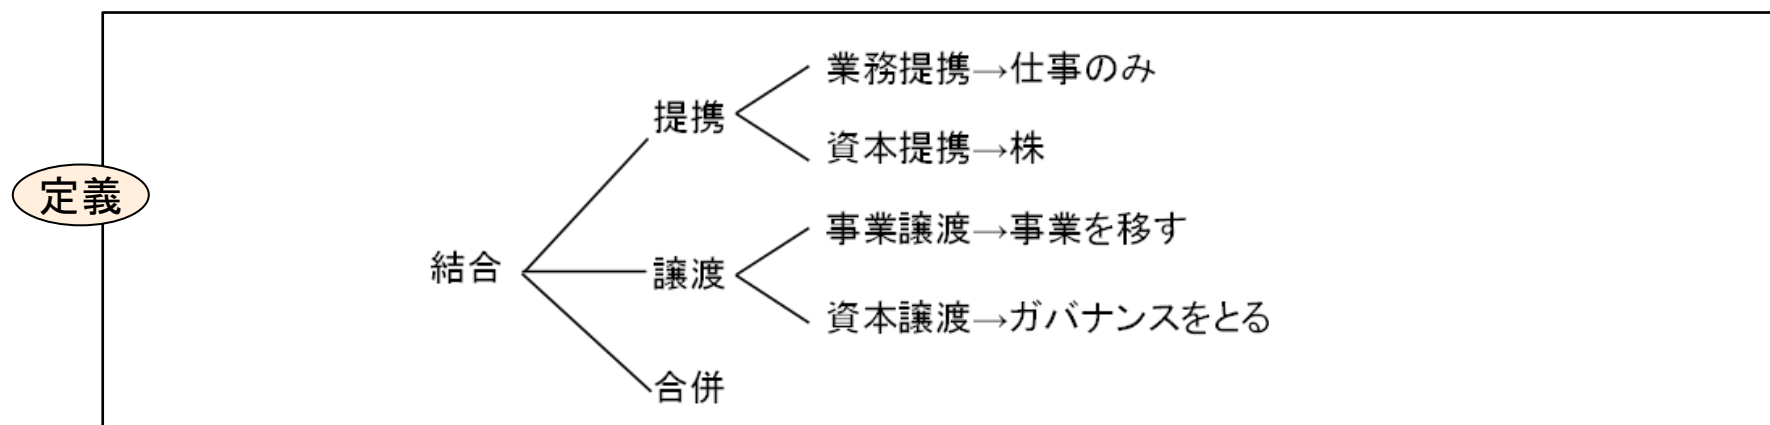 定義
結合
提携
業務提携→仕事のみ
資本提携→株
譲渡
事業譲渡→事業を移す
資本譲渡→ガバナンスをとる
合併